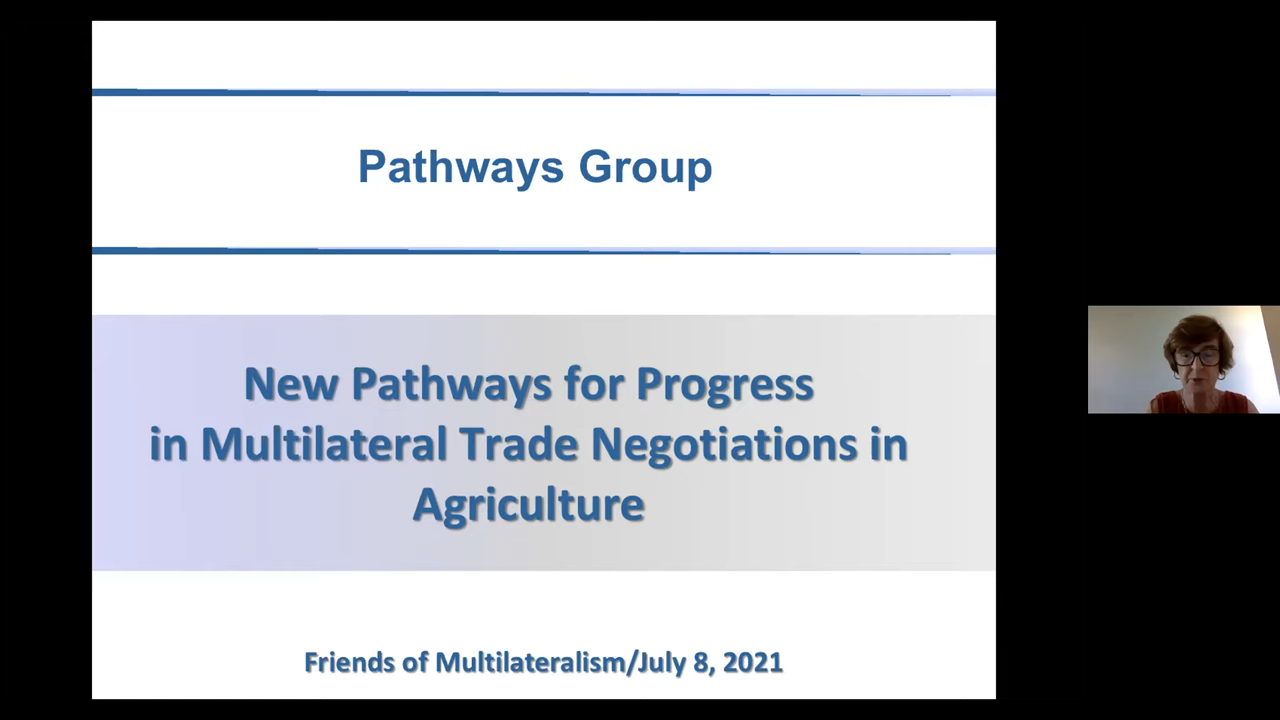 Pathways Group
New Pathways for Progress
in Multilateral Trade Negotiations in
Agriculture
Friends of Multilateralism/July 8, 2021